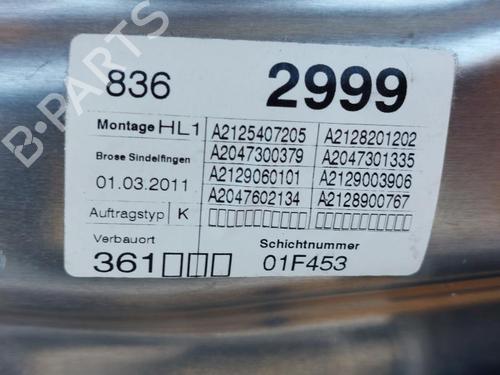 B-PARTS
836 2999
Montage HL1 A2125407205 A2128201202
Brose Sindelfingen A2047300379 A2047301335
01.03.2011 A2129060101 A2129003906
A2047602134 A2128900767
Auftragstyp K ▯▯▯▯▯▯▯▯▯▯▯ ▯▯▯▯▯▯▯▯▯▯▯
Verbauort Schichtnummer
361▯▯▯ 01F453